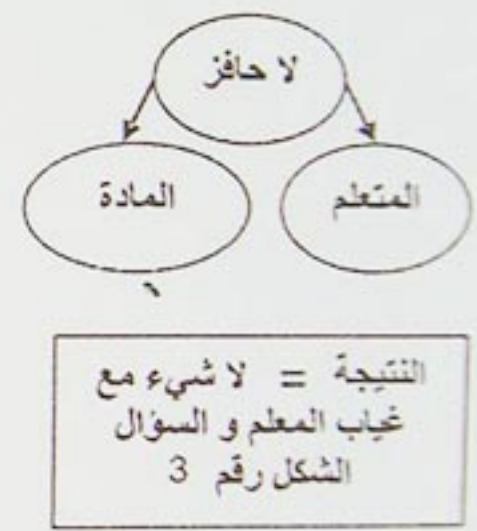 لا حافز
المتعلم
المادة
النتيجة = لا شيء مع
غياب المعلم و السؤال
الشكل رقم 3